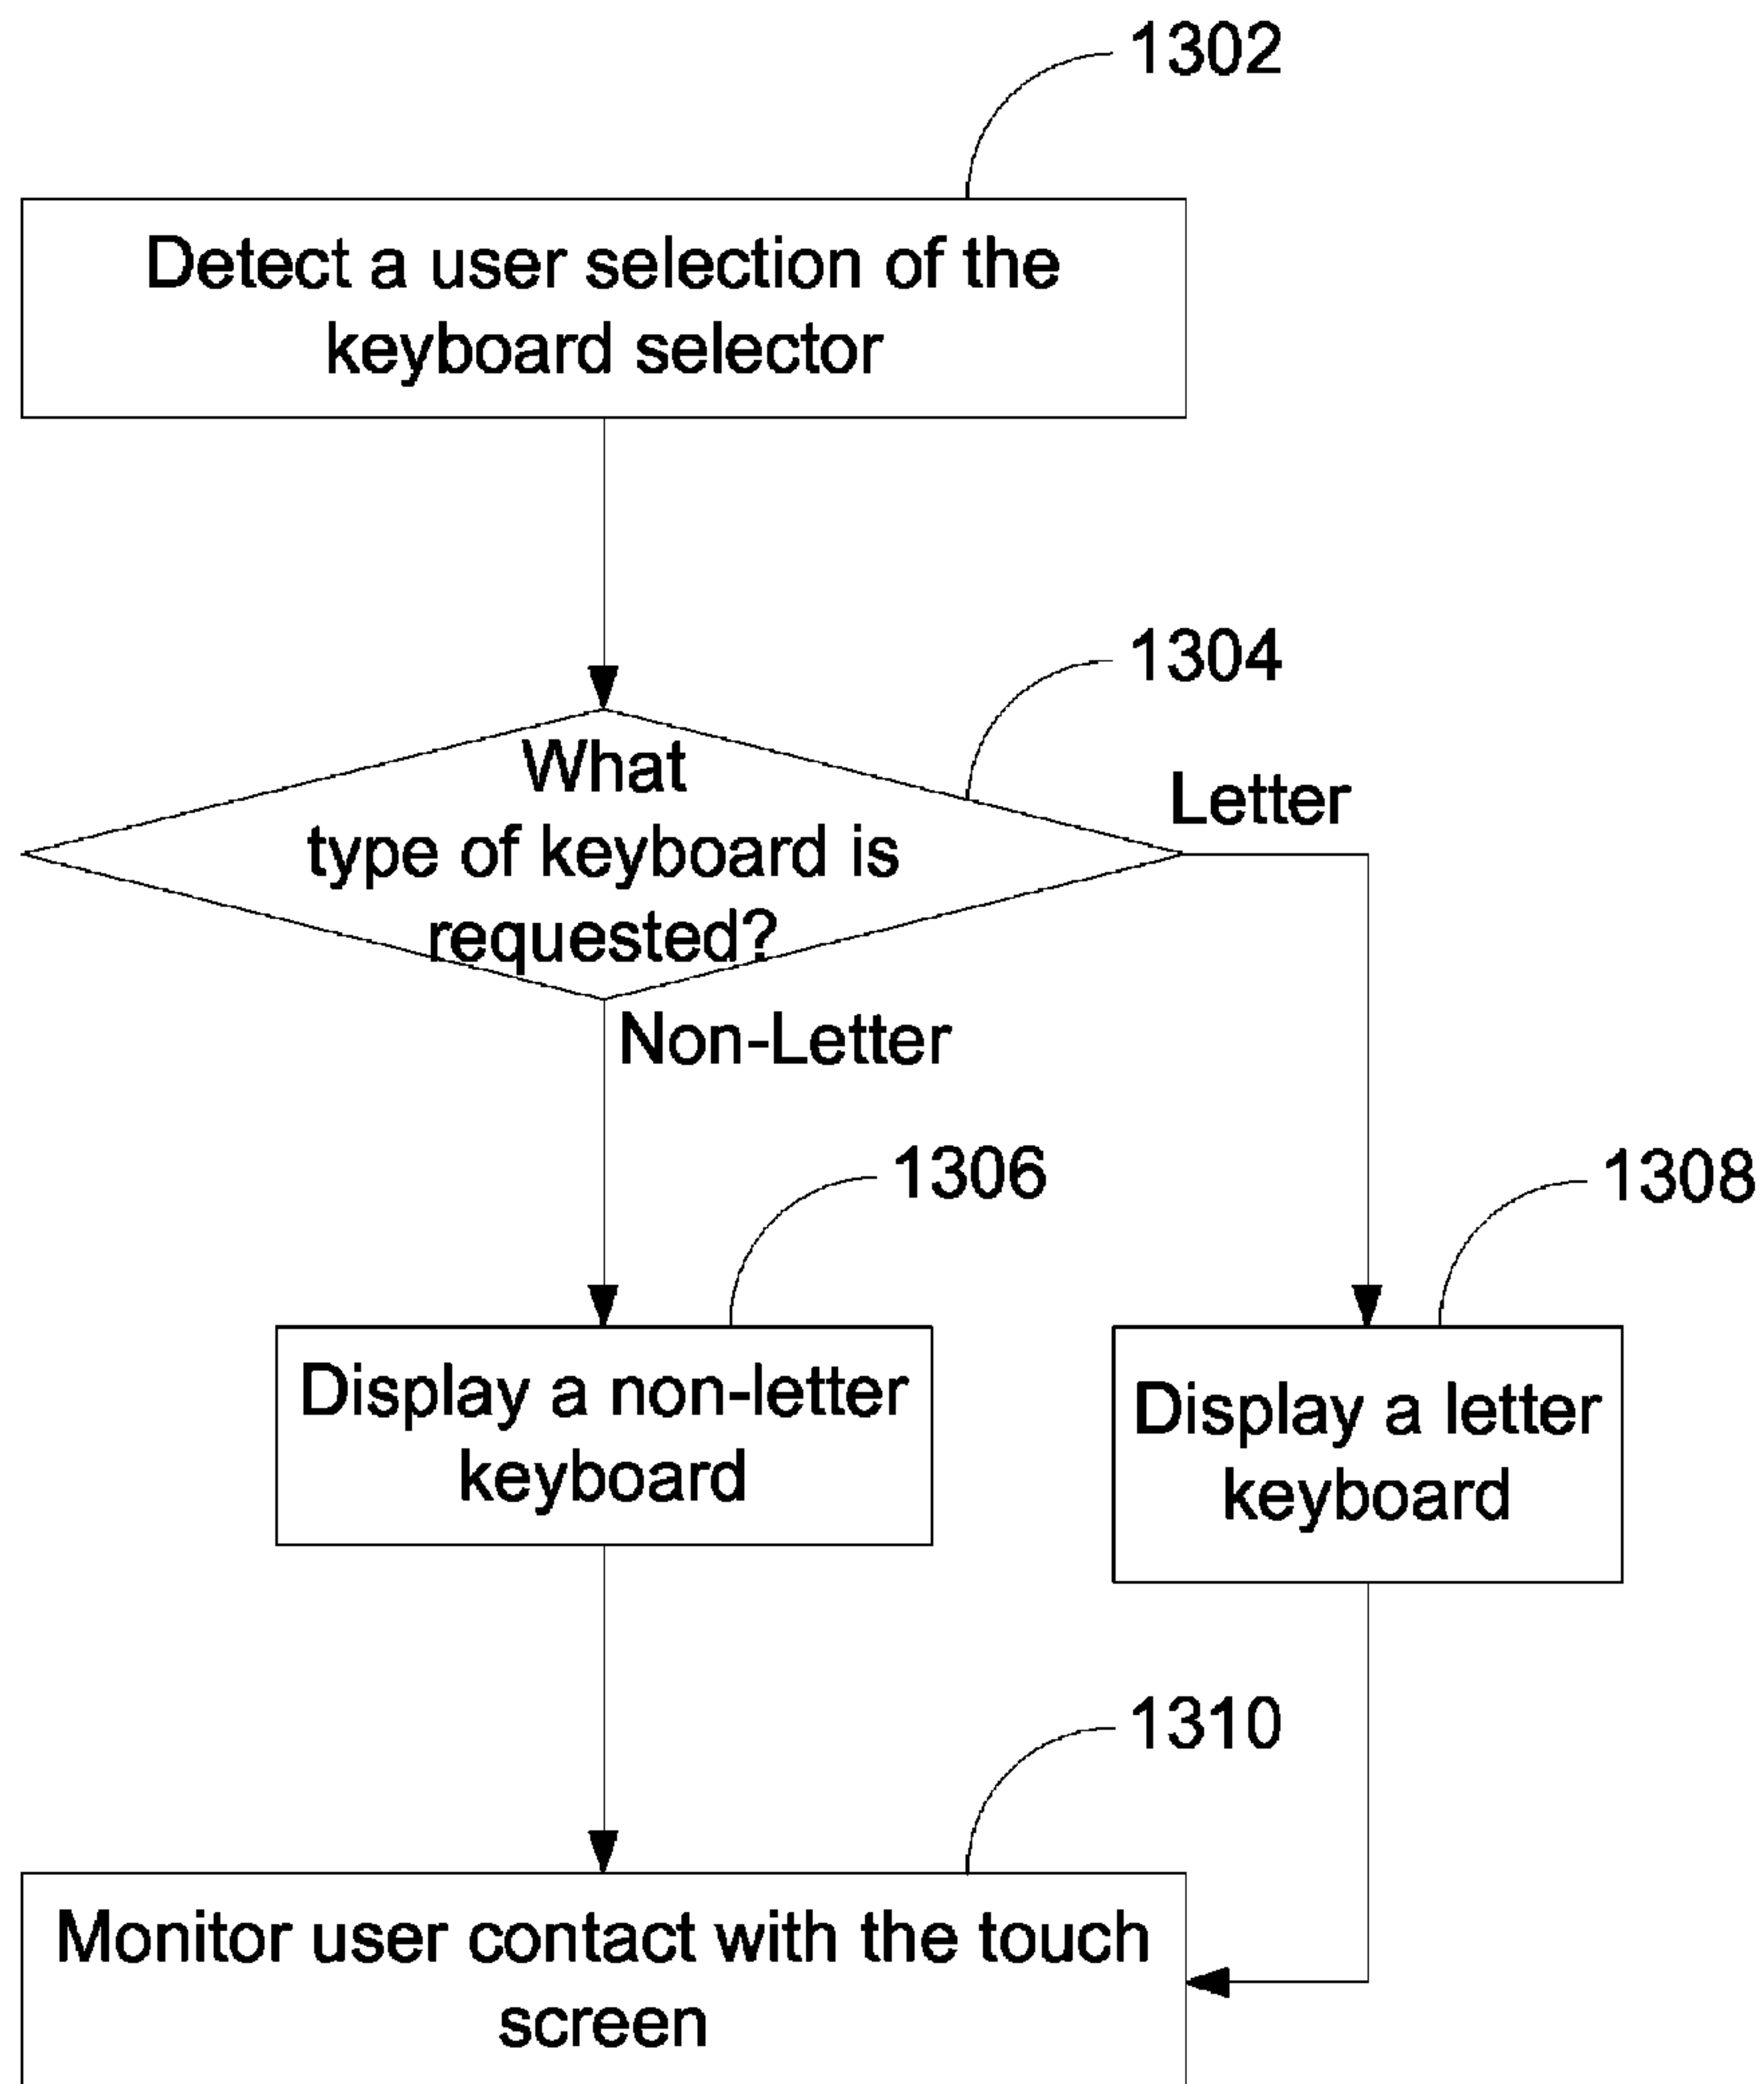 1302
Detect a user selection of the
keyboard selector
1304
What
type of keyboard is
requested?
Letter
Non-Letter
1306
1308
Display a non-letter
keyboard
Display a letter
keyboard
1310
Monitor user contact with the touch
screen